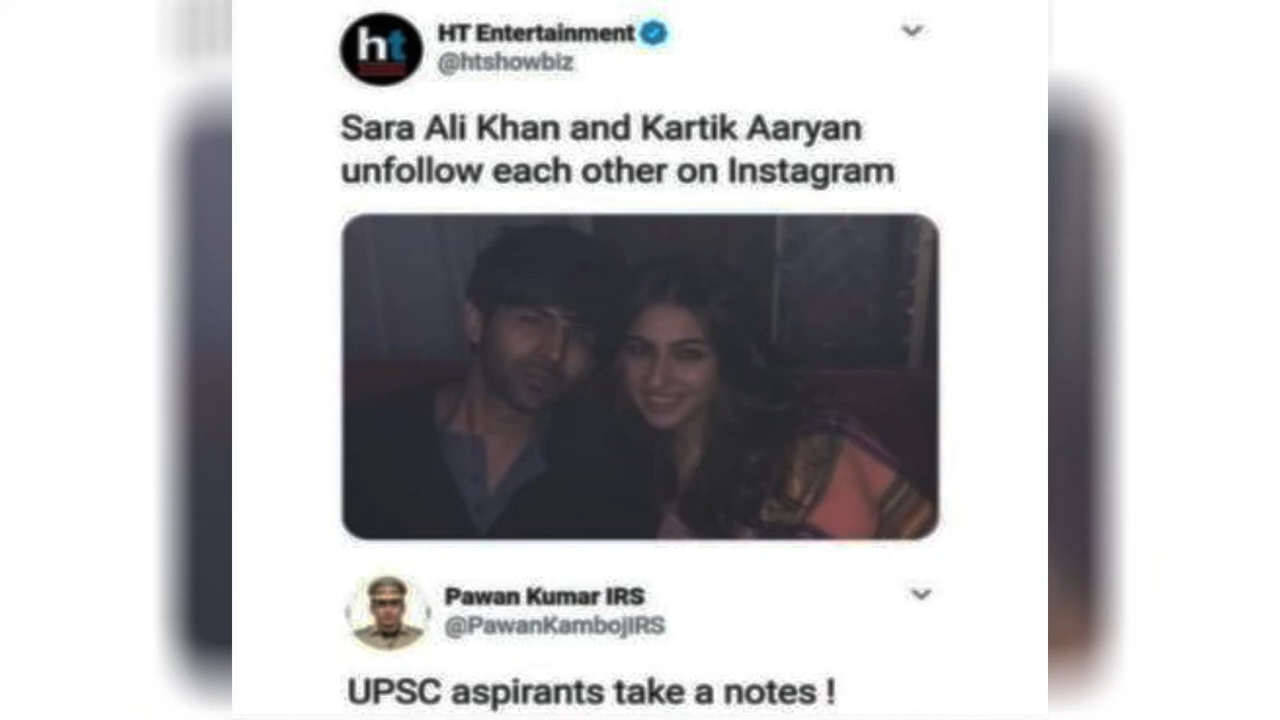 ht
HT Entertainment
@htshowbiz
Sara Ali Khan and Kartik Aaryan
unfollow each other on Instagram
Pawan Kumar IRS
@PawanKambojIRS
UPSC aspirants take a notes !